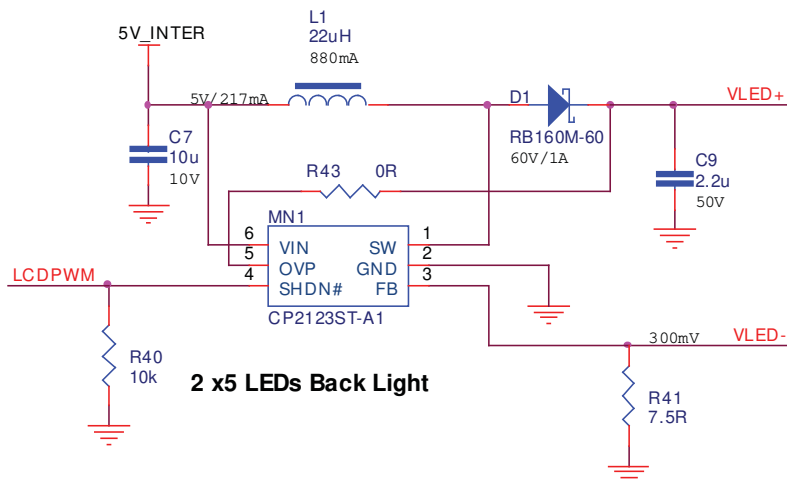 L1
22uH
880mA
5V_INTER
5V/217mA
D1
VLED+
RB160M-60
60V/1A
C7
10u
10V
C9
2.2u
50V
R43 0R
MN1
6 VIN SW 1
5 OVP GND 2
4 SHDN# FB 3
CP2123ST-A1
LCDPWM
300mV VLED-
R40
10k
2 x5 LEDs Back Light
R41
7.5R